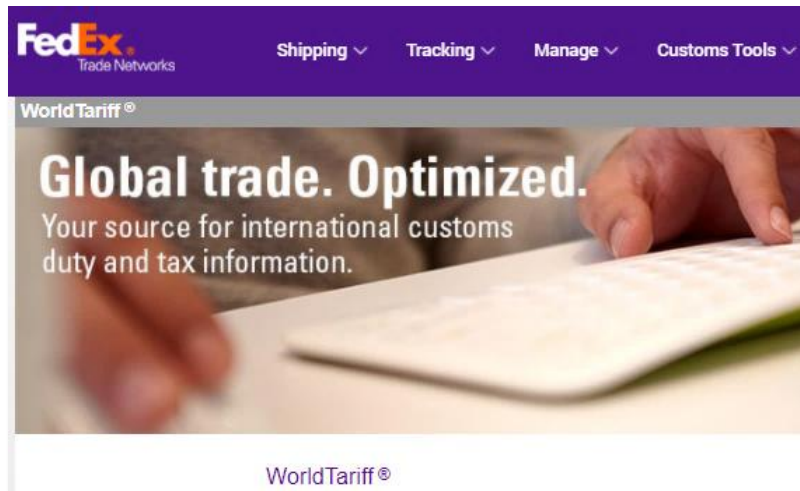 FedEx®
Trade Networks
Shipping Tracking Manage Customs Tools
WorldTariff®
Global trade. Optimized.
Your source for international customs
duty and tax information.
WorldTariff®